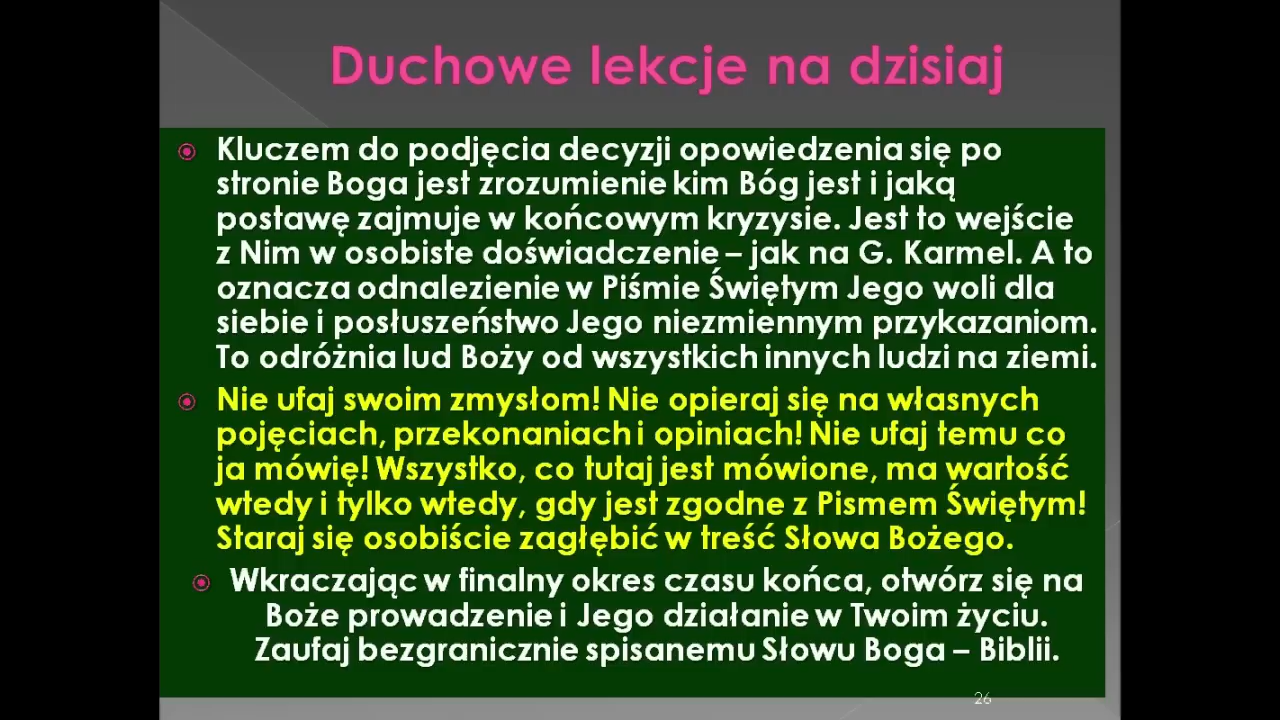 Duchowe lekcje na dzisiaj
Kluczem do podjęcia decyzji opowiedzenia się po
stronie Boga jest zrozumienie kim Bóg jest i jaką
postawę zajmuje w końcowym kryzysie. Jest to wejście
z Nim w osobiste doświadczenie – jak na G. Karmel. A to
oznacza odnalezienie w Piśmie Świętym Jego woli dla
siebie i posłuszeństwo Jego niezmiennym przykazaniom.
To odróżnia lud Boży od wszystkich innych ludzi na ziemi.
Nie ufaj swoim zmysłom! Nie opieraj się na własnych
pojęciach, przekonaniach i opiniach! Nie ufaj temu co
ja mówię! Wszystko, co tutaj jest mówione, ma wartość
wtedy i tylko wtedy, gdy jest zgodne z Pismem Świętym!
Staraj się osobiście zagłębić w treść Słowa Bożego.
Wkraczając w finalny okres czasu końca, otwórz się na
Boże prowadzenie i Jego działanie w Twoim życiu.
Zaufaj bezgranicznie spisanemu Słowu Boga – Biblii.
26